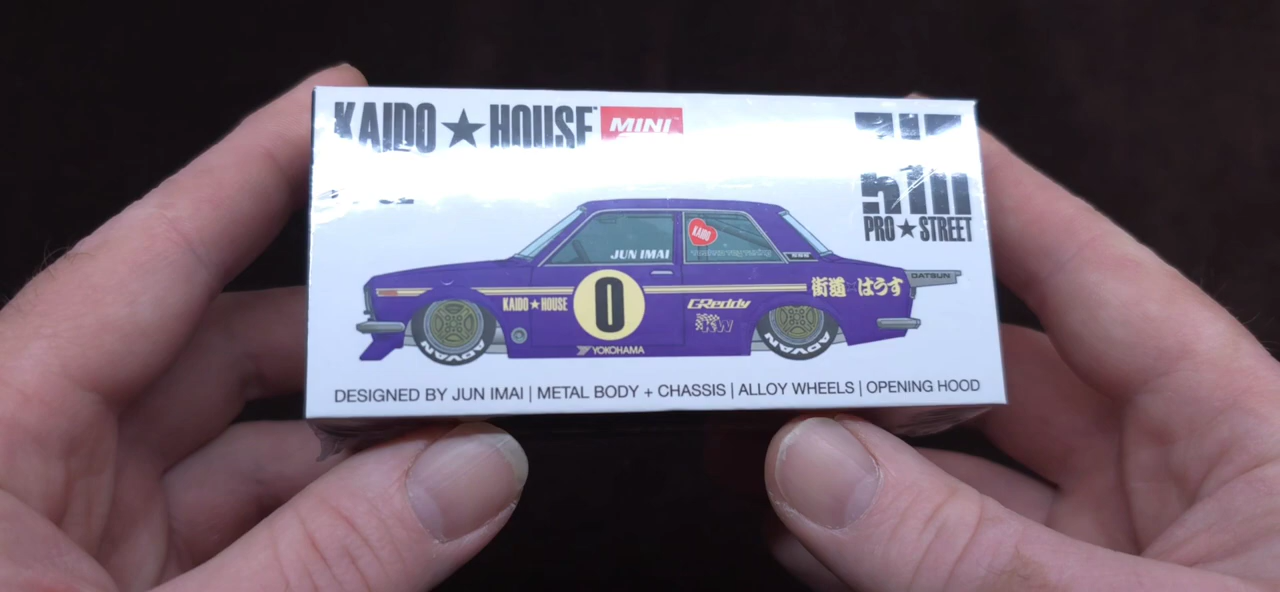 KAIDO★HOUSE
MINI
510
PRO★STREET
JUN IMAI
KAIDO
DATSUN
街道 はうす
KAIDO★HOUSE
0
GReddy
KW
YOKOHAMA
ADVAN
ADVAN
DESIGNED BY JUN IMAI | METAL BODY + CHASSIS | ALLOY WHEELS | OPENING HOOD